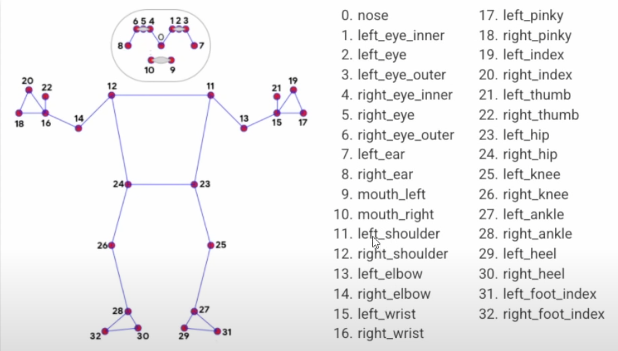 6 5 4 1 2 3
0
8 7
10 9
20 19
22 12 11 21
18 16 14 13 15 17
24 23
26 25
28 27
32 30 29 31
0. nose
1. left_eye_inner
2. left_eye
3. left_eye_outer
4. right_eye_inner
5. right_eye
6. right_eye_outer
7. left_ear
8. right_ear
9. mouth_left
10. mouth_right
11. left_shoulder
12. right_shoulder
13. left_elbow
14. right_elbow
15. left_wrist
16. right_wrist
17. left_pinky
18. right_pinky
19. left_index
20. right_index
21. left_thumb
22. right_thumb
23. left_hip
24. right_hip
25. left_knee
26. right_knee
27. left_ankle
28. right_ankle
29. left_heel
30. right_heel
31. left_foot_index
32. right_foot_index